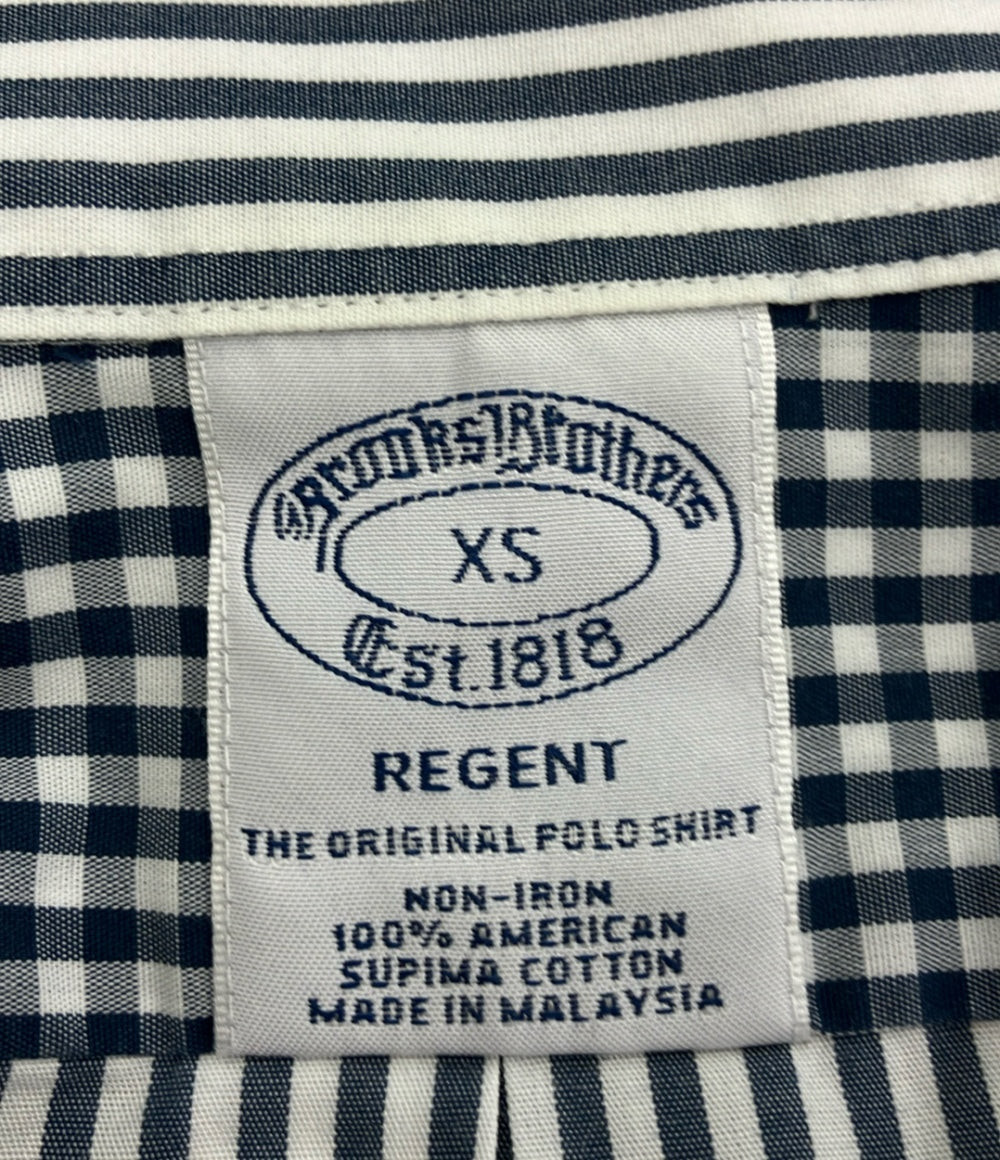 Brooks Brothers
XS
Est. 1818
REGENT
THE ORIGINAL POLO SHIRT
NON-IRON
100% AMERICAN
SUPIMA COTTON
MADE IN MALAYSIA